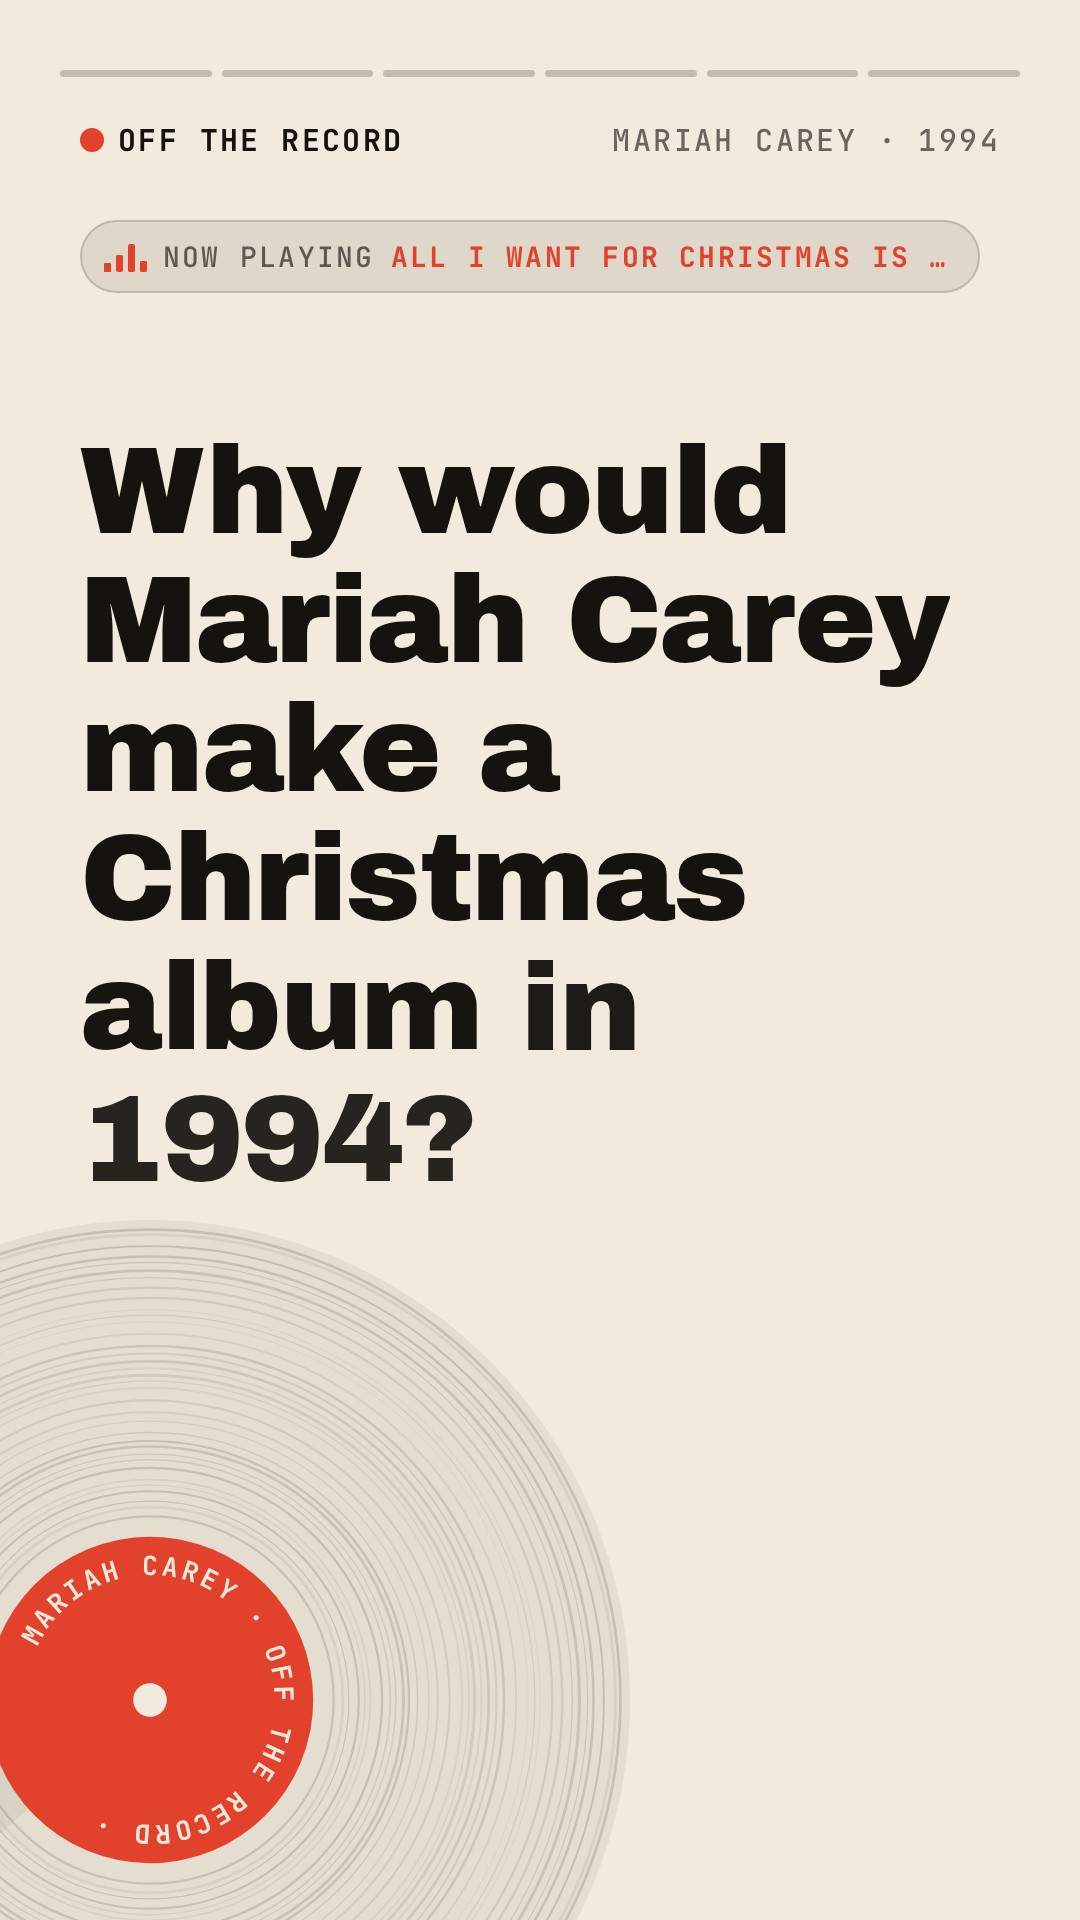 OFF THE RECORD
MARIAH CAREY · 1994
NOW PLAYING ALL I WANT FOR CHRISTMAS IS …
Why would
Mariah Carey
make a
Christmas
album in
1994?
MARIAH CAREY · OFF THE RECORD ·